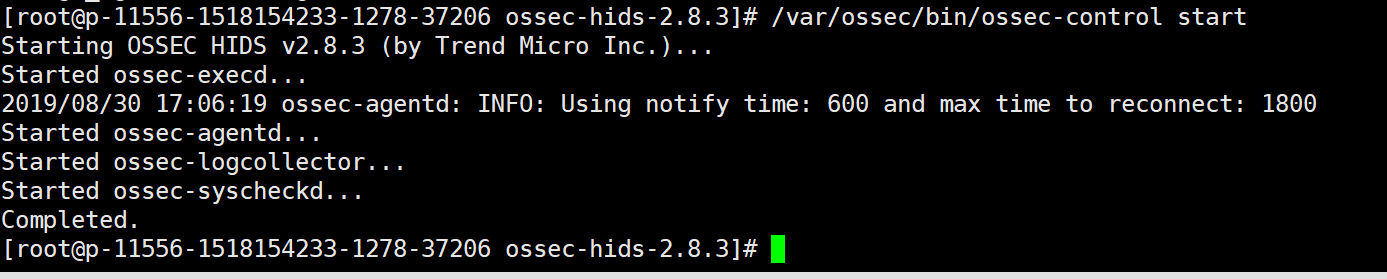 [root@p-11556-1518154233-1278-37206 ossec-hids-2.8.3]# /var/ossec/bin/ossec-control start
Starting OSSEC HIDS v2.8.3 (by Trend Micro Inc.)...
Started ossec-execd...
2019/08/30 17:06:19 ossec-agentd: INFO: Using notify time: 600 and max time to reconnect: 1800
Started ossec-agentd...
Started ossec-logcollector...
Started ossec-syscheckd...
Completed.
[root@p-11556-1518154233-1278-37206 ossec-hids-2.8.3]#